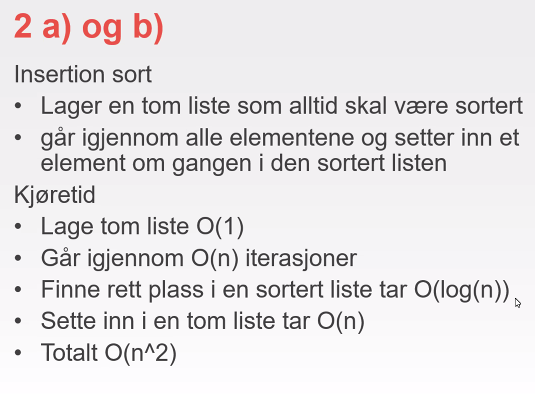 2 a) og b)
Insertion sort
• Lager en tom liste som alltid skal være sortert
• går igjennom alle elementene og setter inn et
element om gangen i den sortert listen
Kjøretid
• Lage tom liste O(1)
• Går igjennom O(n) iterasjoner
• Finne rett plass i en sortert liste tar O(log(n))
• Sette inn i en tom liste tar O(n)
• Totalt O(n^2)